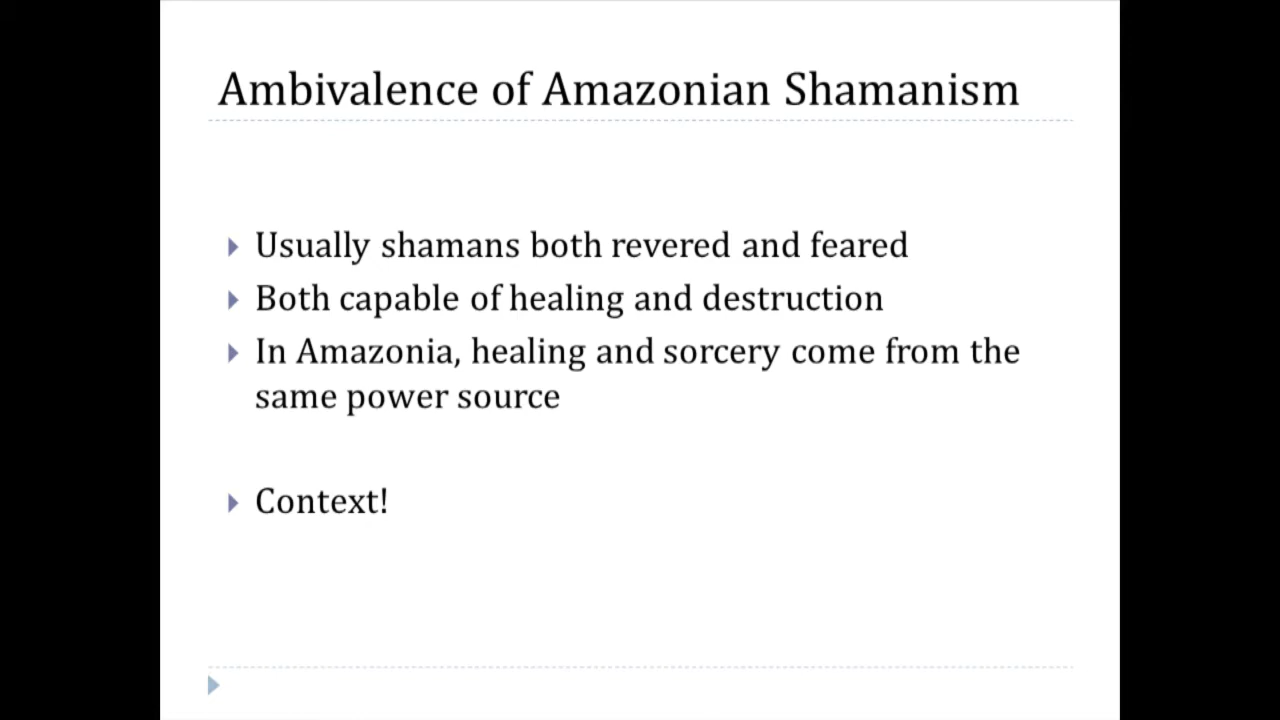 Ambivalence of Amazonian Shamanism
Usually shamans both revered and feared
Both capable of healing and destruction
In Amazonia, healing and sorcery come from the
same power source
Context!